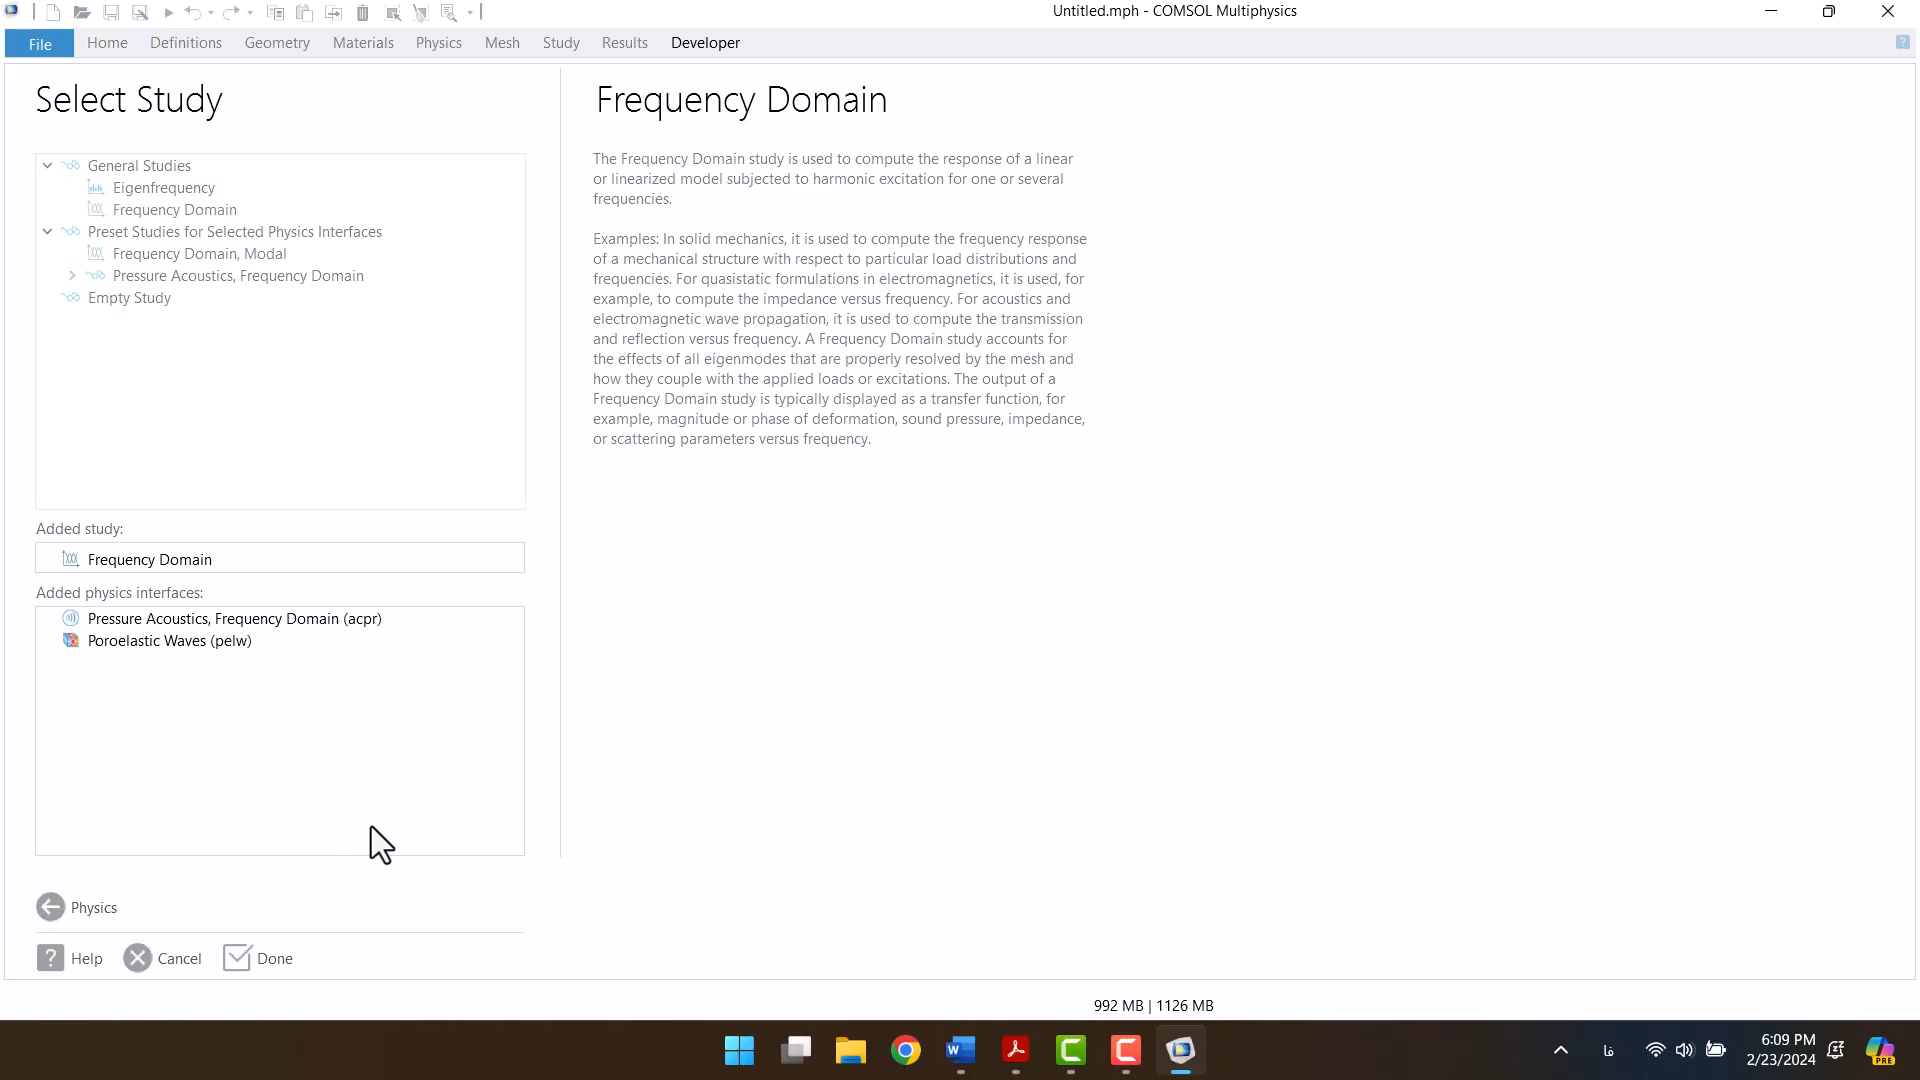 Untitled.mph - COMSOL Multiphysics
File Home Definitions Geometry Materials Physics Mesh Study Results Developer
Select Study
General Studies
Eigenfrequency
Frequency Domain
Preset Studies for Selected Physics Interfaces
Frequency Domain, Modal
Pressure Acoustics, Frequency Domain
Empty Study
Added study:
Frequency Domain
Added physics interfaces:
Pressure Acoustics, Frequency Domain (acpr)
Poroelastic Waves (pelw)
Physics
? Help Cancel Done
Frequency Domain
The Frequency Domain study is used to compute the response of a linear
or linearized model subjected to harmonic excitation for one or several
frequencies.
Examples: In solid mechanics, it is used to compute the frequency response
of a mechanical structure with respect to particular load distributions and
frequencies. For quasistatic formulations in electromagnetics, it is used, for
example, to compute the impedance versus frequency. For acoustics and
electromagnetic wave propagation, it is used to compute the transmission
and reflection versus frequency. A Frequency Domain study accounts for
the effects of all eigenmodes that are properly resolved by the mesh and
how they couple with the applied loads or excitations. The output of a
Frequency Domain study is typically displayed as a transfer function, for
example, magnitude or phase of deformation, sound pressure, impedance,
or scattering parameters versus frequency.
992 MB | 1126 MB
فا
6:09 PM
2/23/2024
PRE